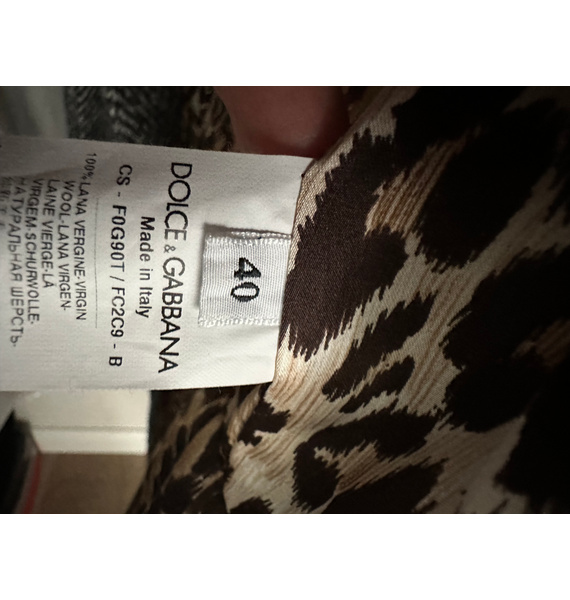 40
DOLCE & GABBANA
Made in Italy
CS - F0G90T / FC2C9 - B
100% LANA VERGINE-VIRGIN
WOOL-LANA VIRGEN-
LAINE VIERGE-LÃ
VIRGEM-SCHURWOLLE-
НАТУРАЛЬНАЯ ШЕРСТЬ-